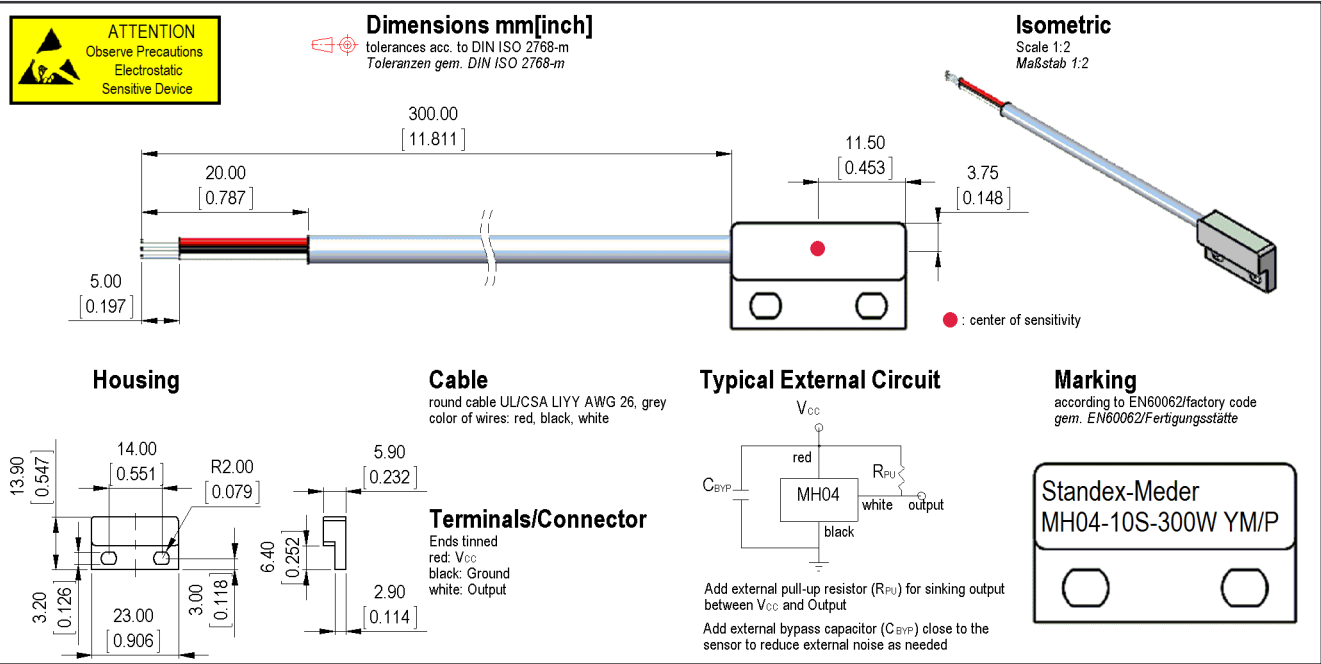 ATTENTION
Observe Precautions
Electrostatic
Sensitive Device
Dimensions mm[inch]
tolerances acc. to DIN ISO 2768-m
Toleranzen gem. DIN ISO 2768-m
Isometric
Scale 1:2
Maßstab 1:2
300.00
[11.811]
20.00
[0.787]
11.50
[0.453]
3.75
[0.148]
5.00
[0.197]
: center of sensitivity
Housing
14.00
[0.551]
R2.00
[0.079]
13.90
[0.547]
3.20
[0.126]
23.00
[0.906]
3.00
[0.118]
5.90
[0.232]
6.40
[0.252]
2.90
[0.114]
Cable
round cable UL/CSA LIYY AWG 26, grey
color of wires: red, black, white
Terminals/Connector
Ends tinned
red: Vcc
black: Ground
white: Output
Typical External Circuit
Vcc
red
RPU
CBYP
MH04
white output
black
Add external pull-up resistor (RPU) for sinking output
between Vcc and Output
Add external bypass capacitor (CBYP) close to the
sensor to reduce external noise as needed
Marking
according to EN60062/factory code
gem. EN60062/Fertigungsstätte
Standex-Meder
MH04-10S-300W YM/P